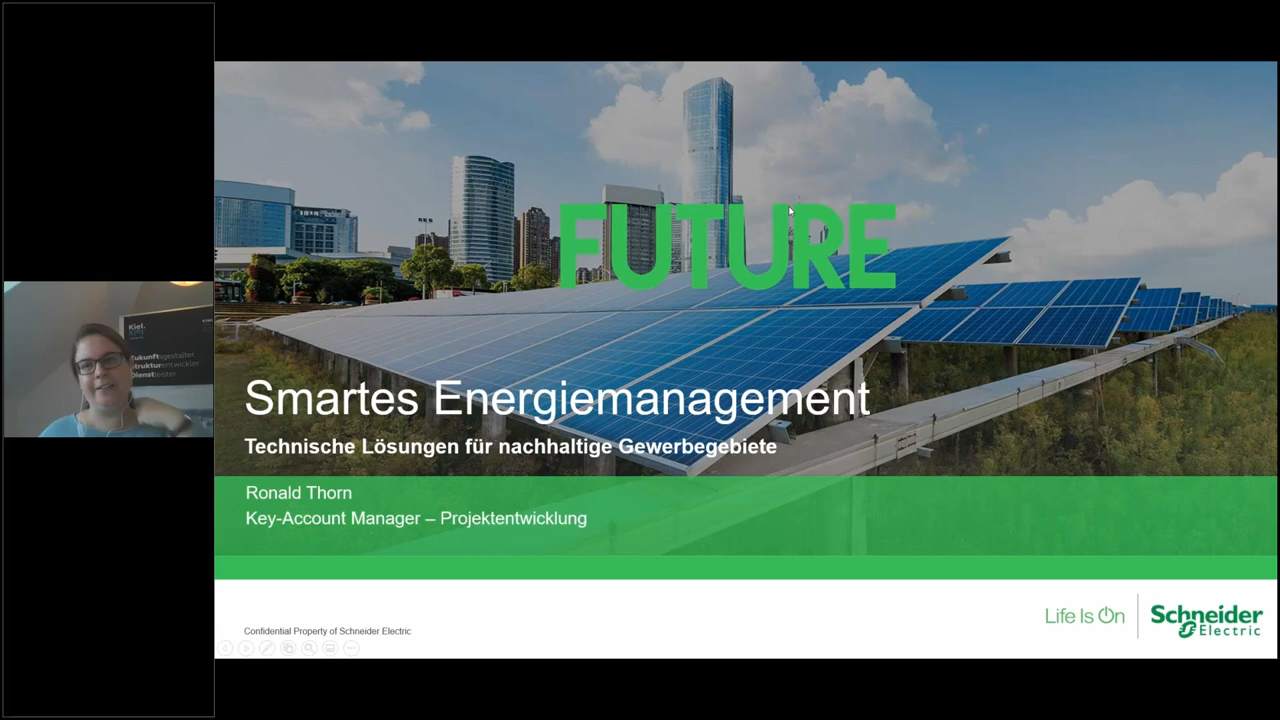 FUTURE
Smartes Energiemanagement
Technische Lösungen für nachhaltige Gewerbegebiete
Ronald Thorn
Key-Account Manager – Projektentwicklung
Confidential Property of Schneider Electric
Life Is On
Schneider
Electric
Kiel.
Zukunftsgestalter
Strukturentwickler
Dienstleister